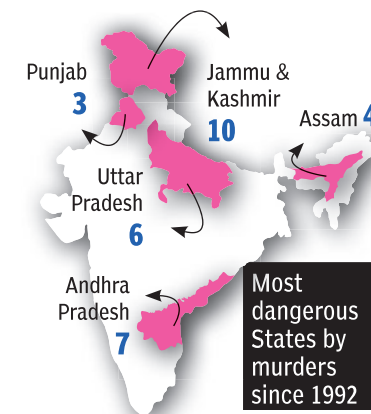 Punjab
3
Jammu &
Kashmir
10
Assam 4
Uttar
Pradesh
6
Andhra
Pradesh
7
Most
dangerous
States by
murders
since 1992